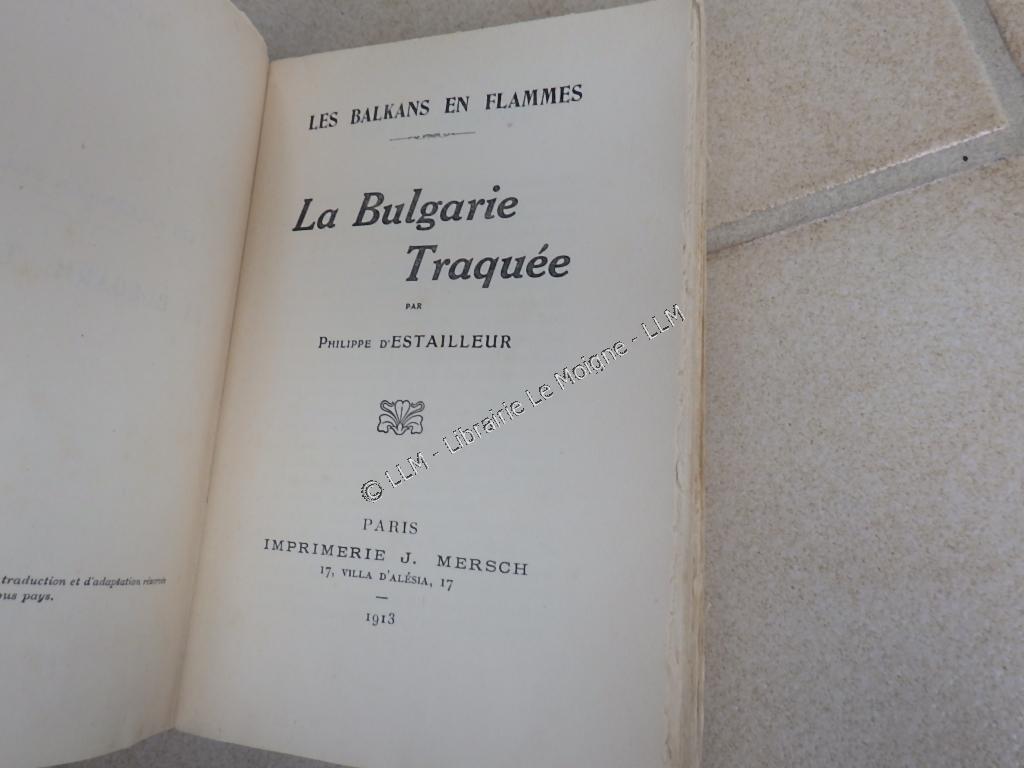 traduction et d'adaptation réservés
pays.
LES BALKANS EN FLAMMES
La Bulgarie
Traquée
PAR
PHILIPPE D'ESTAILLEUR
© LLM - Librairie Le Moigne - LLM
PARIS
IMPRIMERIE J. MERSCH
17, VILLA D'ALÉSIA, 17
—
1913